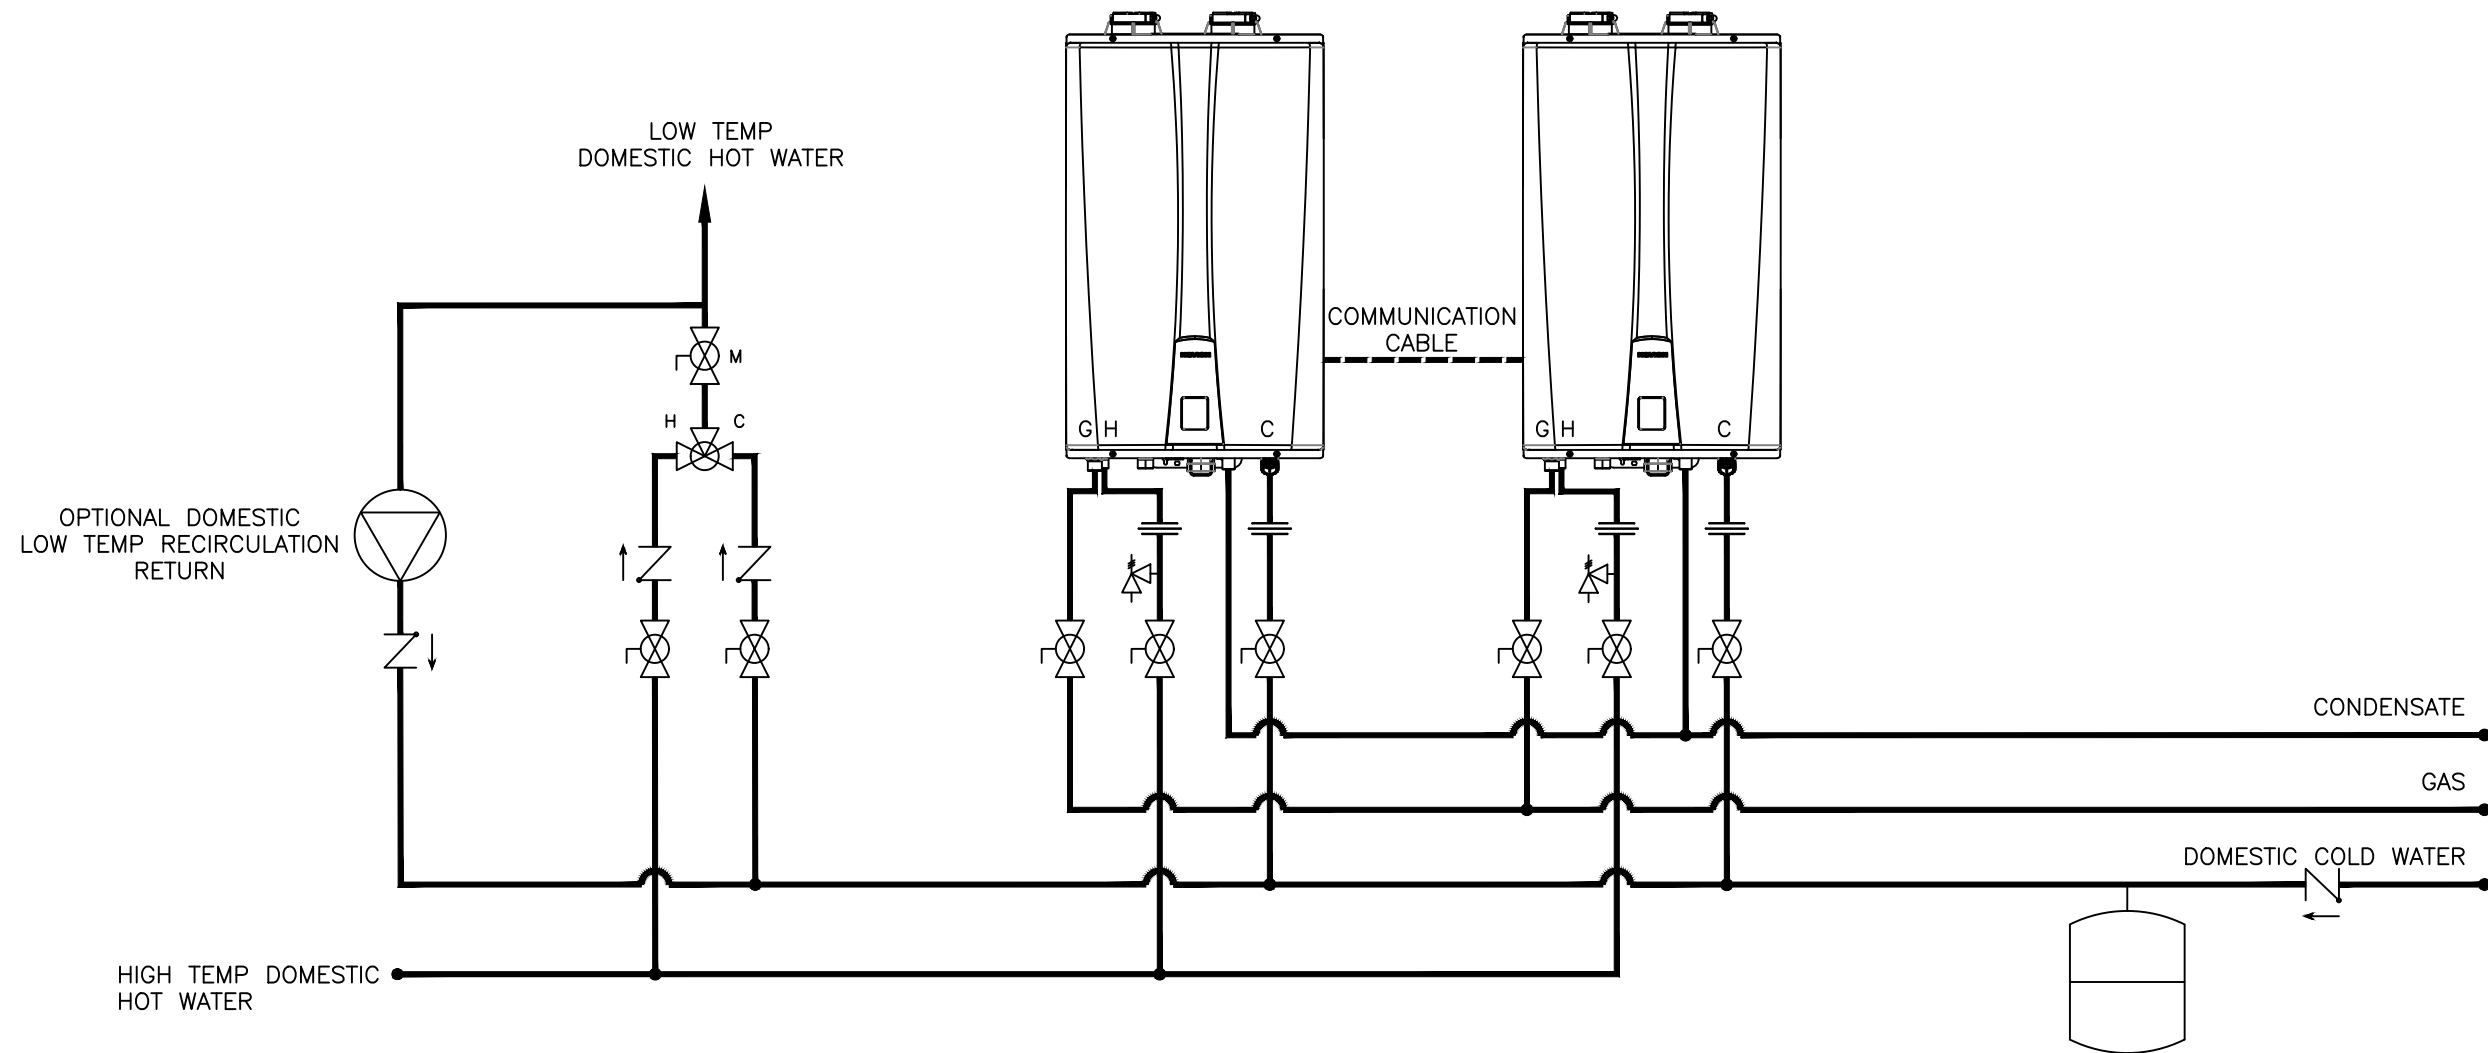 LOW TEMP
DOMESTIC HOT WATER
COMMUNICATION
CABLE
M
H C
G H C
G H C
OPTIONAL DOMESTIC
LOW TEMP RECIRCULATION
RETURN
CONDENSATE
GAS
DOMESTIC COLD WATER
HIGH TEMP DOMESTIC
HOT WATER